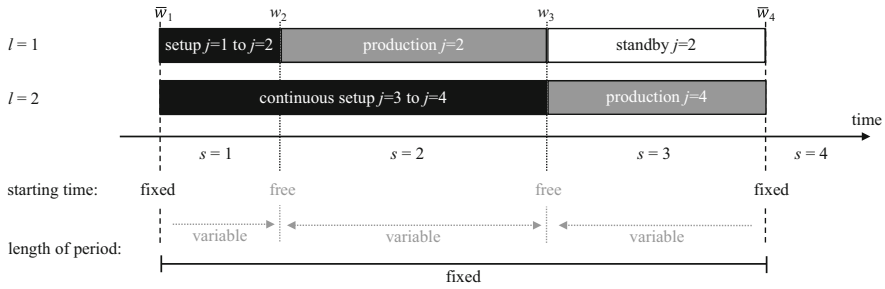 w̅₁ w₂ w₃ w̅₄
l = 1 setup j=1 to j=2 production j=2 standby j=2
l = 2 continuous setup j=3 to j=4 production j=4
time
s = 1 s = 2 s = 3 s = 4
starting time: fixed free free fixed
variable variable variable
length of period:
fixed